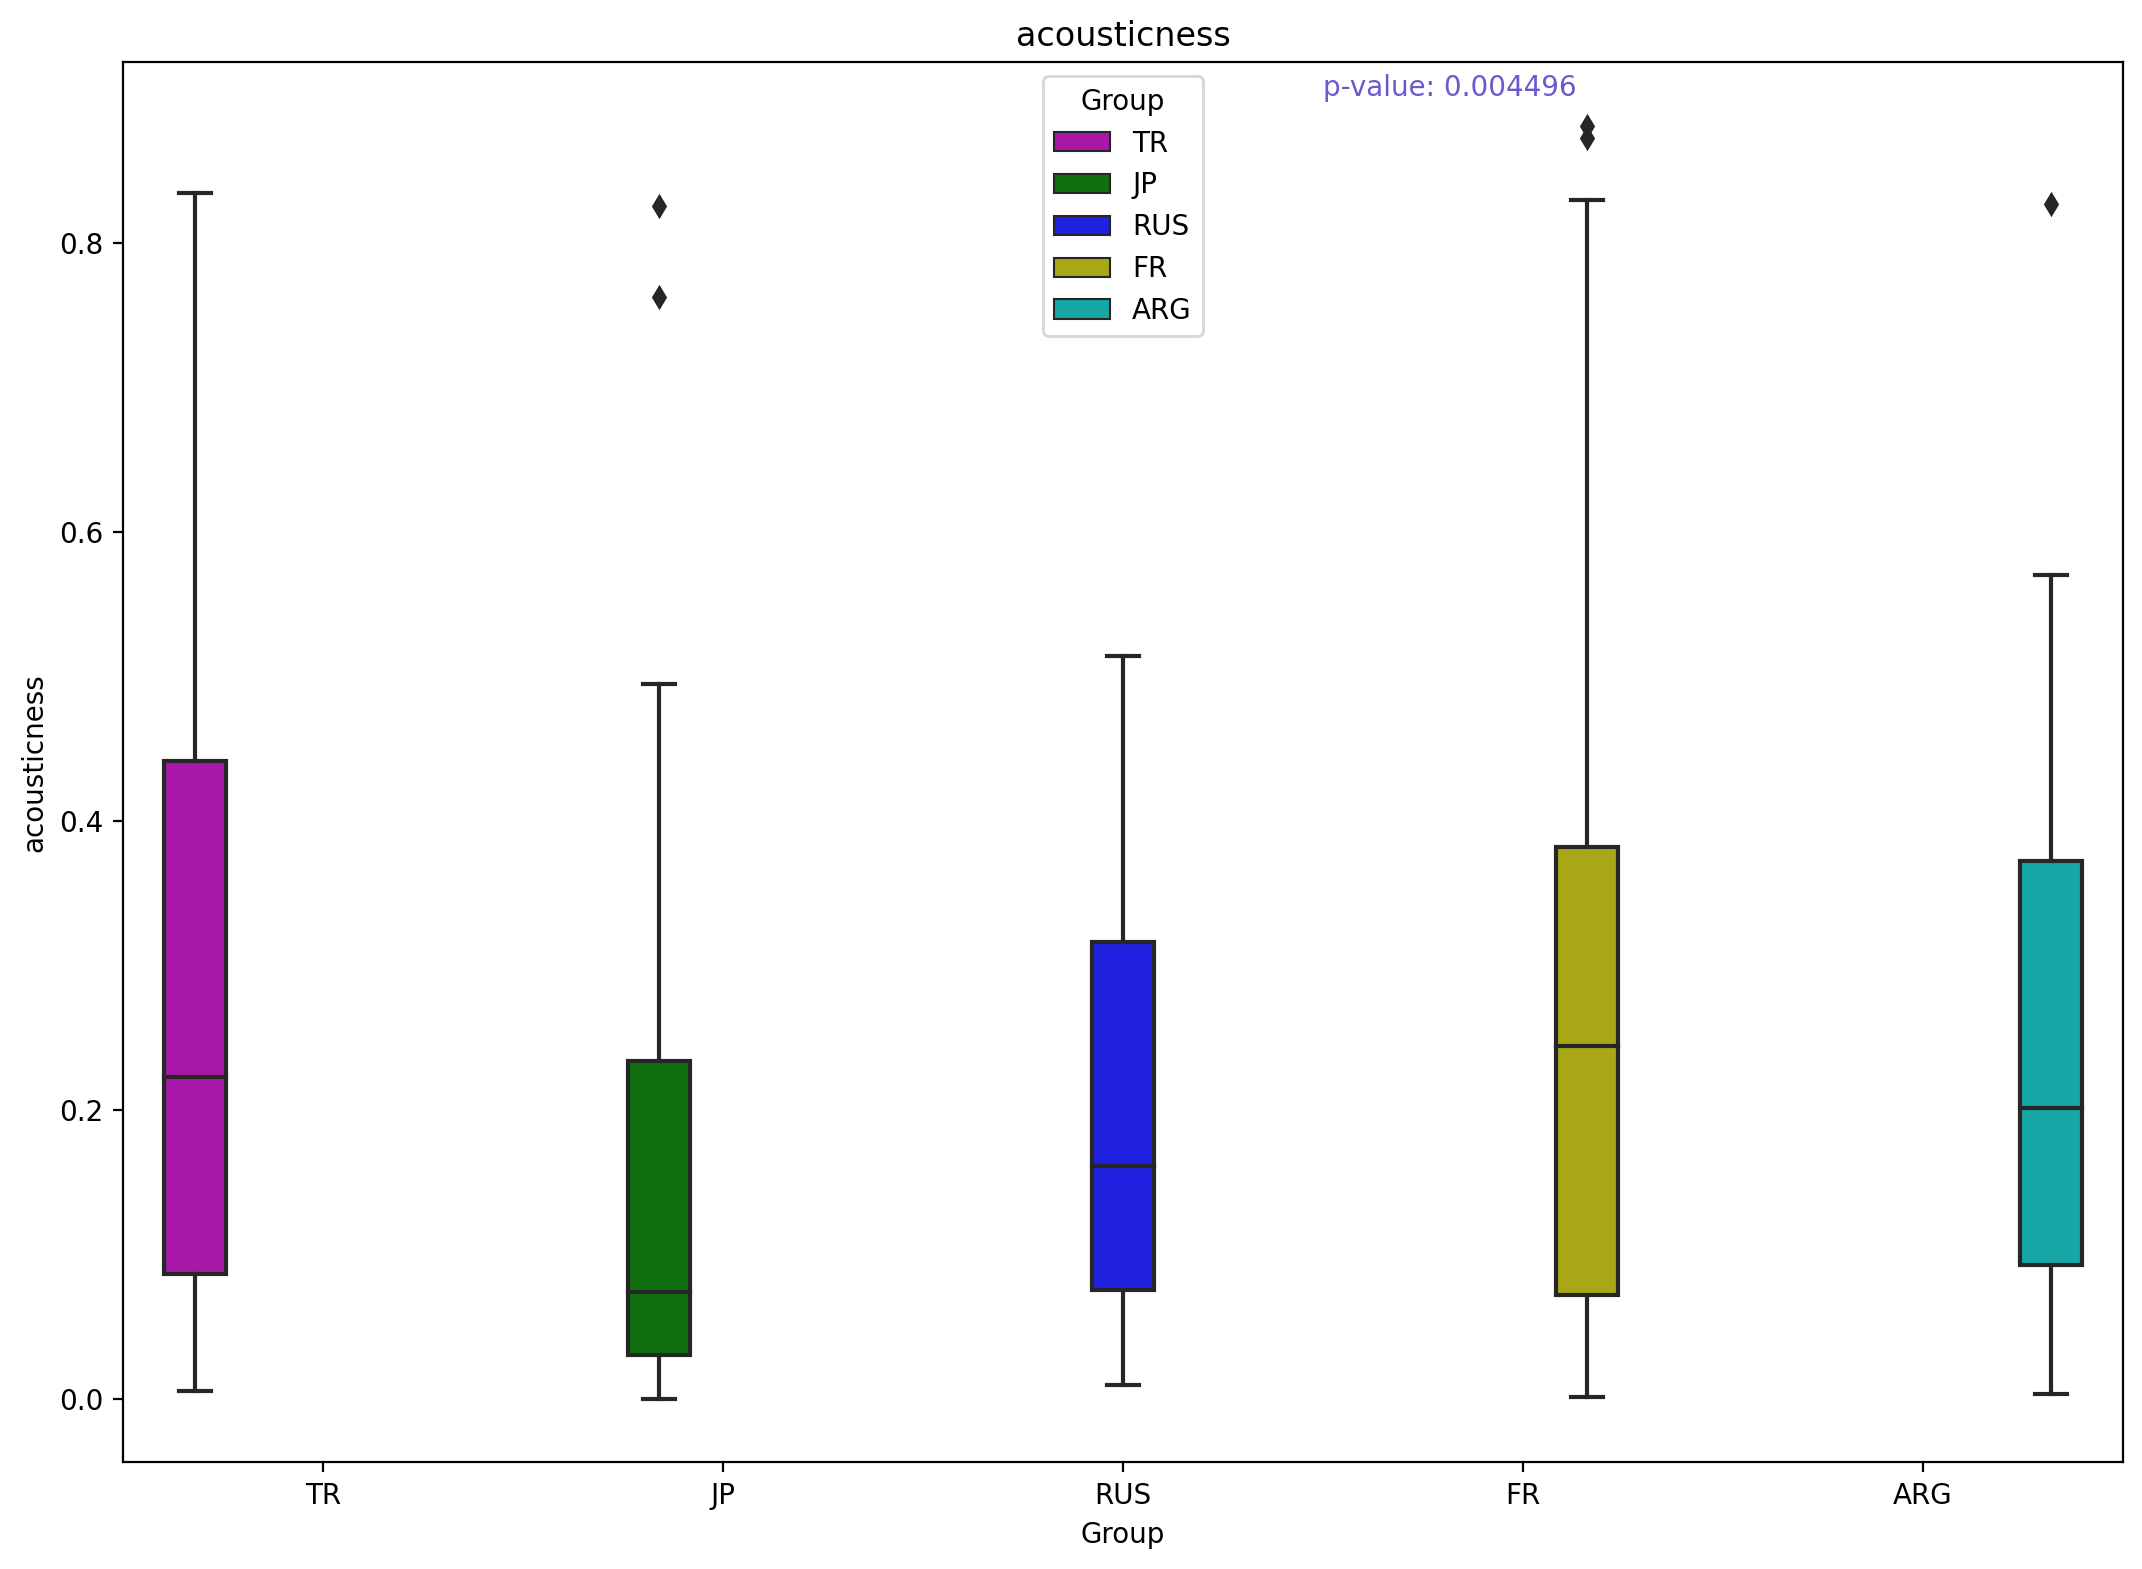 acousticness
p-value: 0.004496
Group
TR
JP
RUS
FR
ARG
acousticness
0.8
0.6
0.4
0.2
0.0
TR JP RUS FR ARG
Group